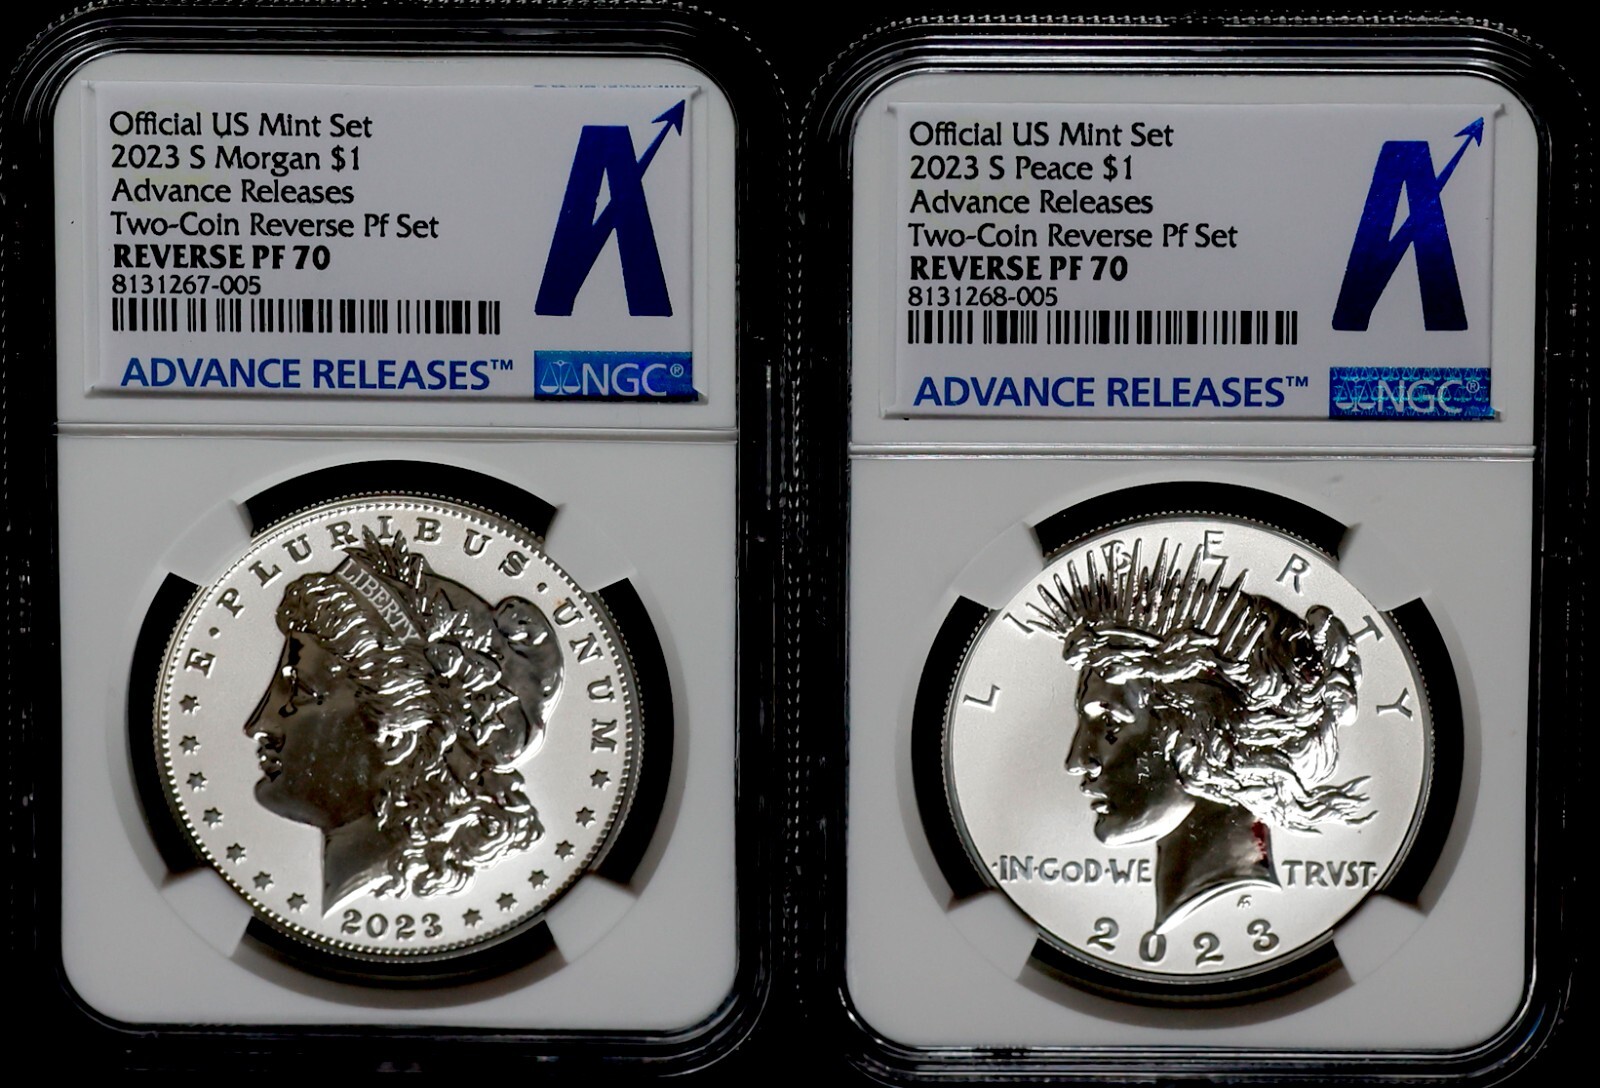 Official US Mint Set
2023 S Morgan $1
Advance Releases
Two-Coin Reverse Pf Set
REVERSE PF 70
8131267-005
ADVANCE RELEASES™
NGC®
E·PLURIBUS·UNUM
LIBERTY
2023
Official US Mint Set
2023 S Peace $1
Advance Releases
Two-Coin Reverse Pf Set
REVERSE PF 70
8131268-005
ADVANCE RELEASES™
NGC®
LIBERTY
·IN·GOD·WE TRVST·
2023